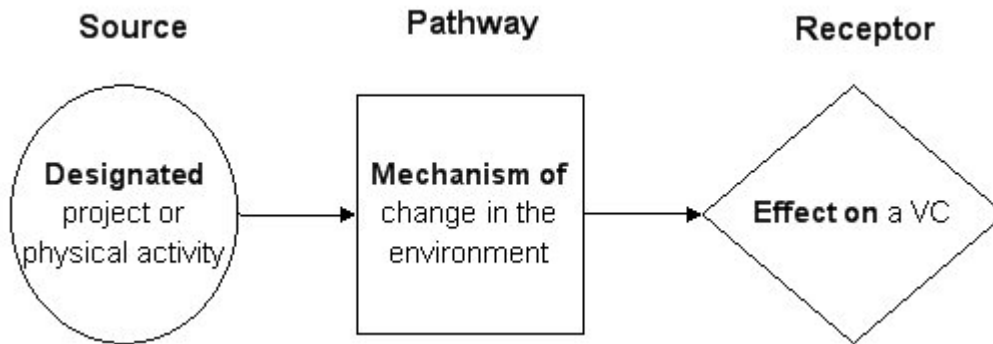 Source
Pathway
Receptor
Designated
project or
physical activity
Mechanism of
change in the
environment
Effect on a VC